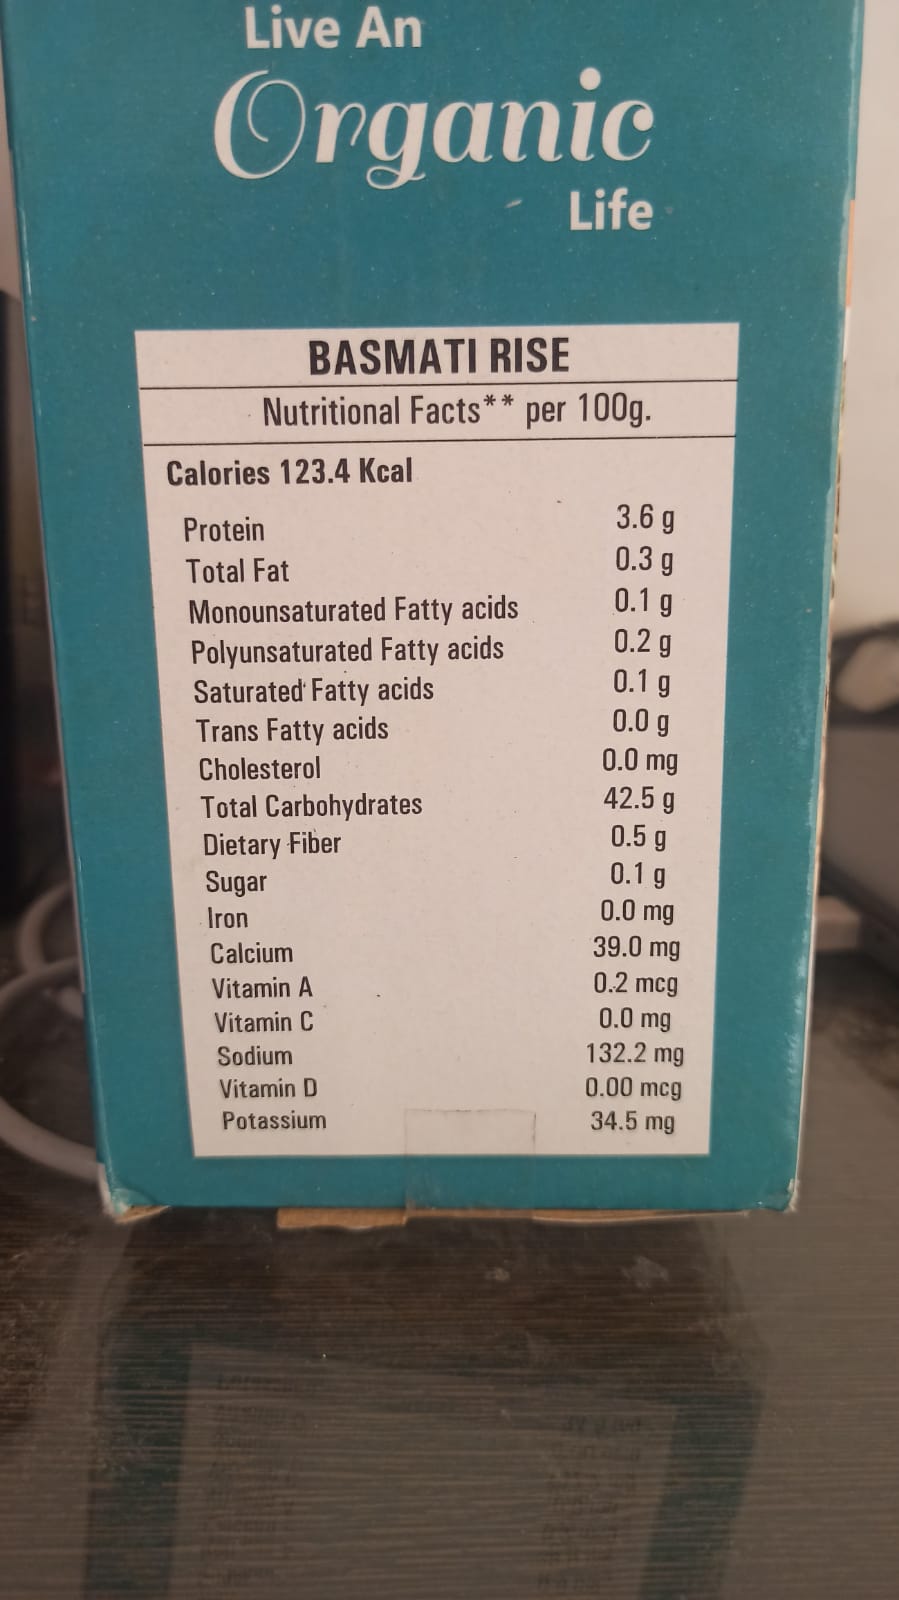 Live An
Organic
Life
BASMATI RISE
Nutritional Facts** per 100g.
Calories 123.4 Kcal
Protein 3.6 g
Total Fat 0.3 g
Monounsaturated Fatty acids 0.1 g
Polyunsaturated Fatty acids 0.2 g
Saturated Fatty acids 0.1 g
Trans Fatty acids 0.0 g
Cholesterol 0.0 mg
Total Carbohydrates 42.5 g
Dietary Fiber 0.5 g
Sugar 0.1 g
Iron 0.0 mg
Calcium 39.0 mg
Vitamin A 0.2 mcg
Vitamin C 0.0 mg
Sodium 132.2 mg
Vitamin D 0.00 mcg
Potassium 34.5 mg